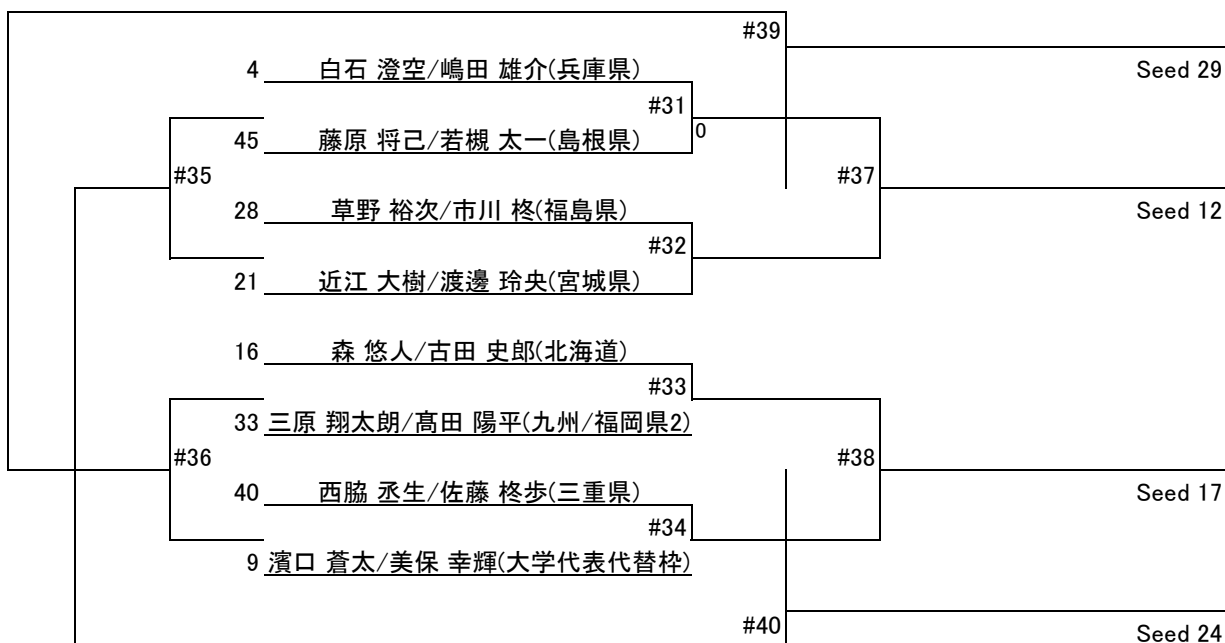 #39
Seed 29
4 白石 澄空/嶋田 雄介(兵庫県)
#31
0
45 藤原 将己/若槻 太一(島根県)
#35
#37
28 草野 裕次/市川 柊(福島県)
Seed 12
#32
21 近江 大樹/渡邊 玲央(宮城県)
16 森 悠人/古田 史郎(北海道)
#33
33 三原 翔太朗/髙田 陽平(九州/福岡県2)
#36
#38
40 西脇 丞生/佐藤 柊歩(三重県)
Seed 17
#34
9 濱口 蒼太/美保 幸輝(大学代表代替枠)
#40
Seed 24